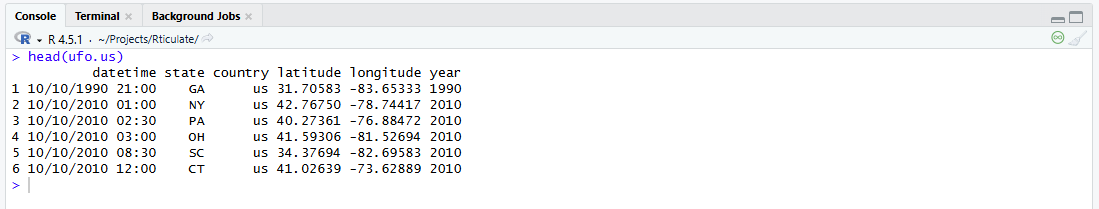 Console Terminal Background Jobs
R R 4.5.1 · ~/Projects/Rticulate/
> head(ufo.us)
datetime state country latitude longitude year
1 10/10/1990 21:00 GA us 31.70583 -83.65333 1990
2 10/10/2010 01:00 NY us 42.76750 -78.74417 2010
3 10/10/2010 02:30 PA us 40.27361 -76.88472 2010
4 10/10/2010 03:00 OH us 41.59306 -81.52694 2010
5 10/10/2010 08:30 SC us 34.37694 -82.69583 2010
6 10/10/2010 12:00 CT us 41.02639 -73.62889 2010
>